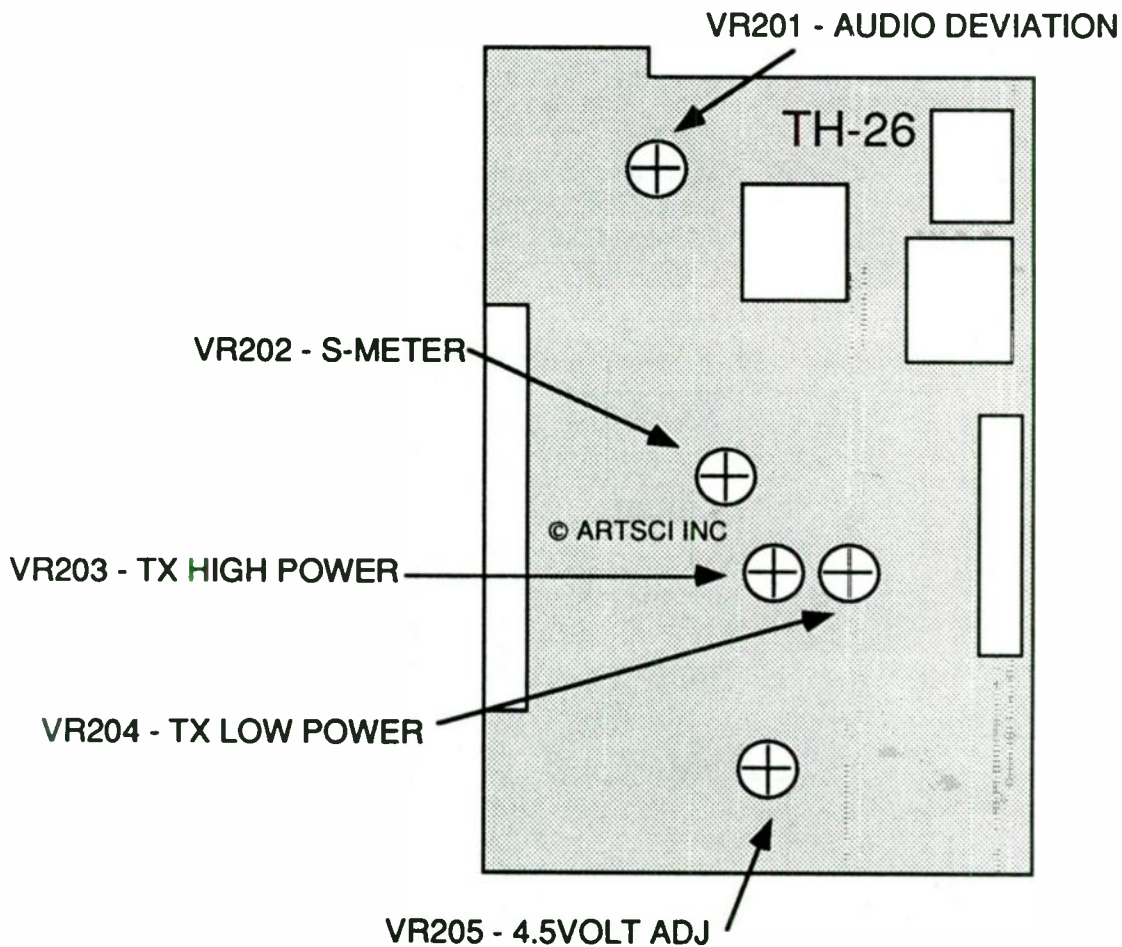 VR201 - AUDIO DEVIATION
TH-26
VR202 - S-METER
© ARTSCI INC
VR203 - TX HIGH POWER
VR204 - TX LOW POWER
VR205 - 4.5VOLT ADJ